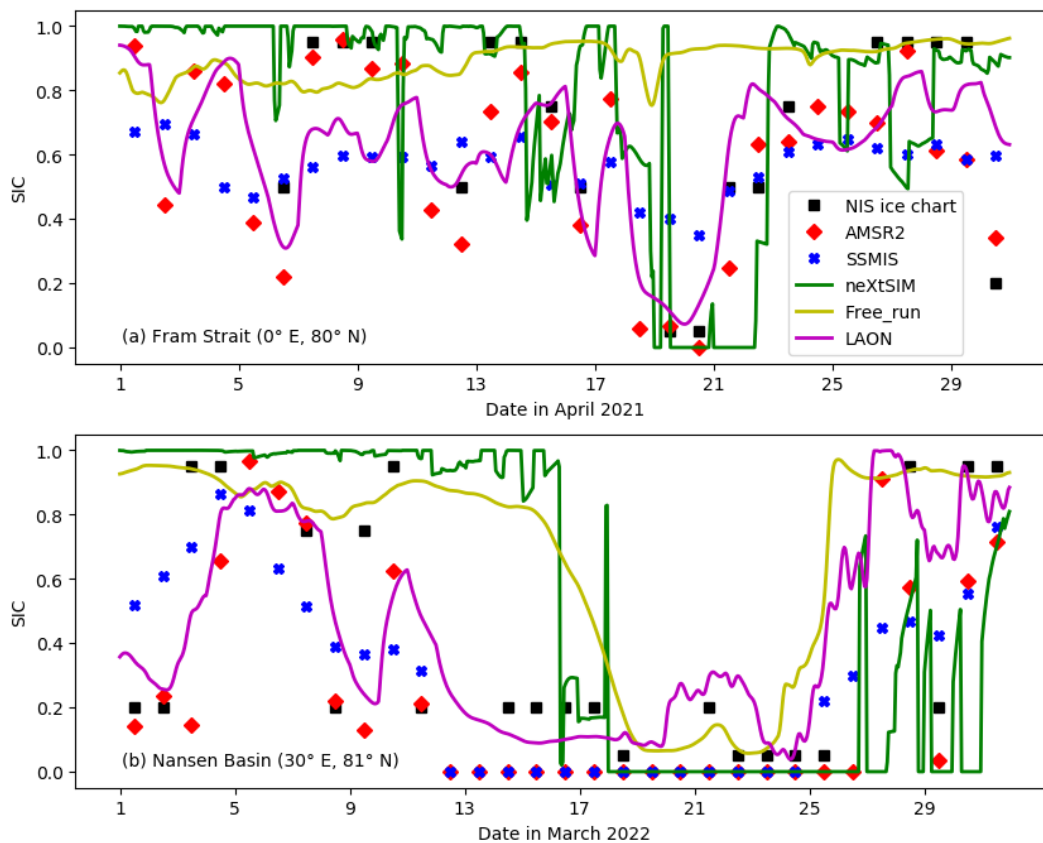 1.0
0.8
0.6
0.4
0.2
0.0
SIC
NIS ice chart
AMSR2
SSMIS
neXtSIM
Free_run
LAON
(a) Fram Strait (0° E, 80° N)
1 5 9 13 17 21 25 29
Date in April 2021
1.0
0.8
0.6
0.4
0.2
0.0
SIC
(b) Nansen Basin (30° E, 81° N)
1 5 9 13 17 21 25 29
Date in March 2022